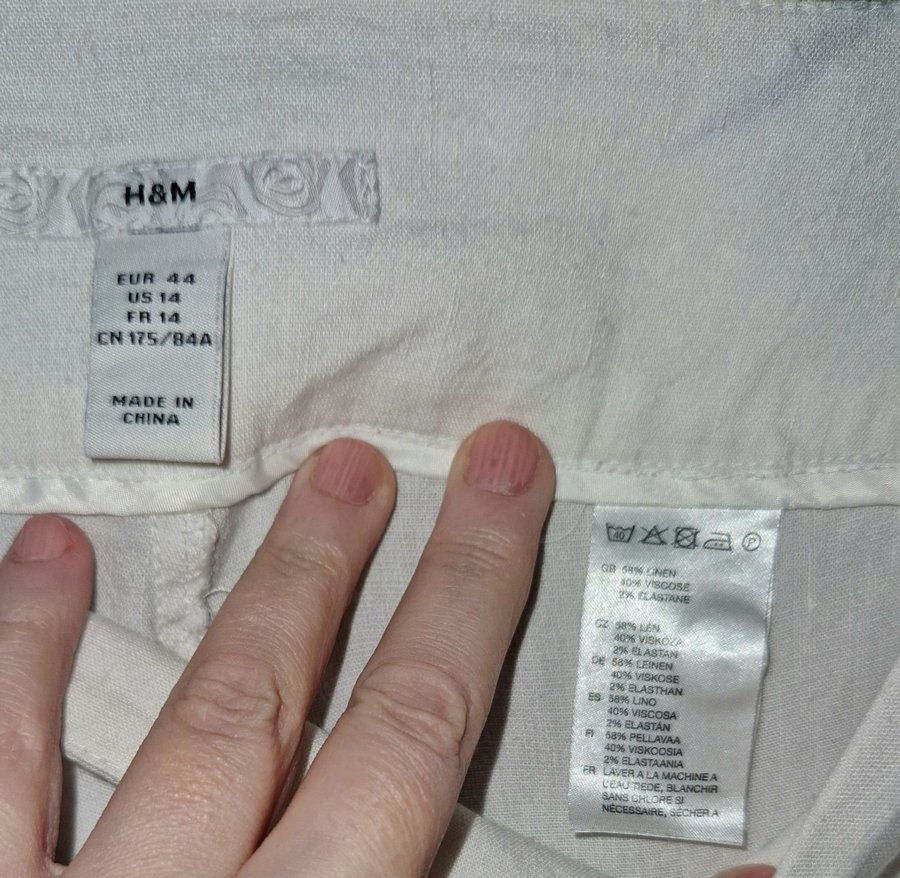 H&M
EUR 44
US 14
FR 14
CN 175/84A
MADE IN
CHINA
40
P
GB 58% LINEN
40% VISCOSE
2% ELASTANE
CZ 58% LEN
40% VISKÓZA
2% ELASTAN
DE 58% LEINEN
40% VISKOSE
2% ELASTHAN
ES 58% LINO
40% VISCOSA
2% ELASTÁN
FI 58% PELLAVAA
40% VISKOOSIA
2% ELASTAANIA
FR LAVER A LA MACHINE A
L'EAU TIEDE, BLANCHIR
SANS CHLORE SI
NÉCESSAIRE, SÉCHER A